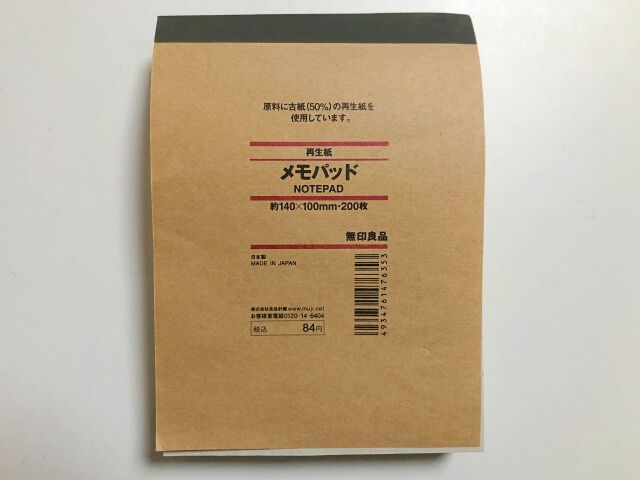 原料に古紙(50%)の再生紙を
使用しています。
再生紙
メモパッド
NOTEPAD
約140×100mm・200枚
無印良品
日本製
MADE IN JAPAN
4934761476353
株式会社良品計画 www.muji.net
お客様室電話0120-14-6404
税込 84円